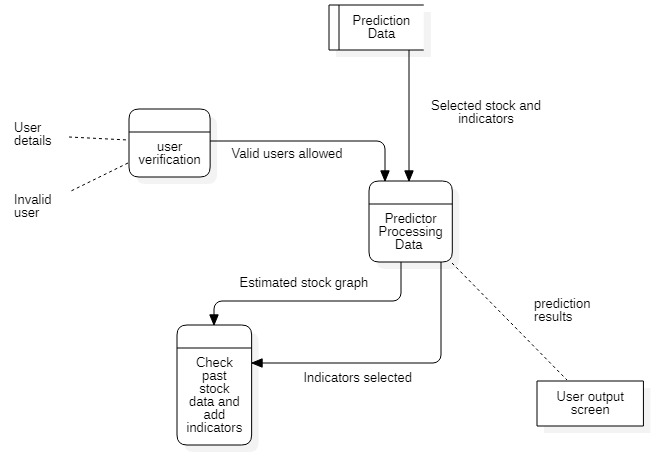 Prediction
Data
Selected stock and
indicators
User
details
user
verification
Valid users allowed
Invalid
user
Predictor
Processing
Data
Estimated stock graph
prediction
results
Check
past
stock
data and
add
indicators
Indicators selected
User output
screen